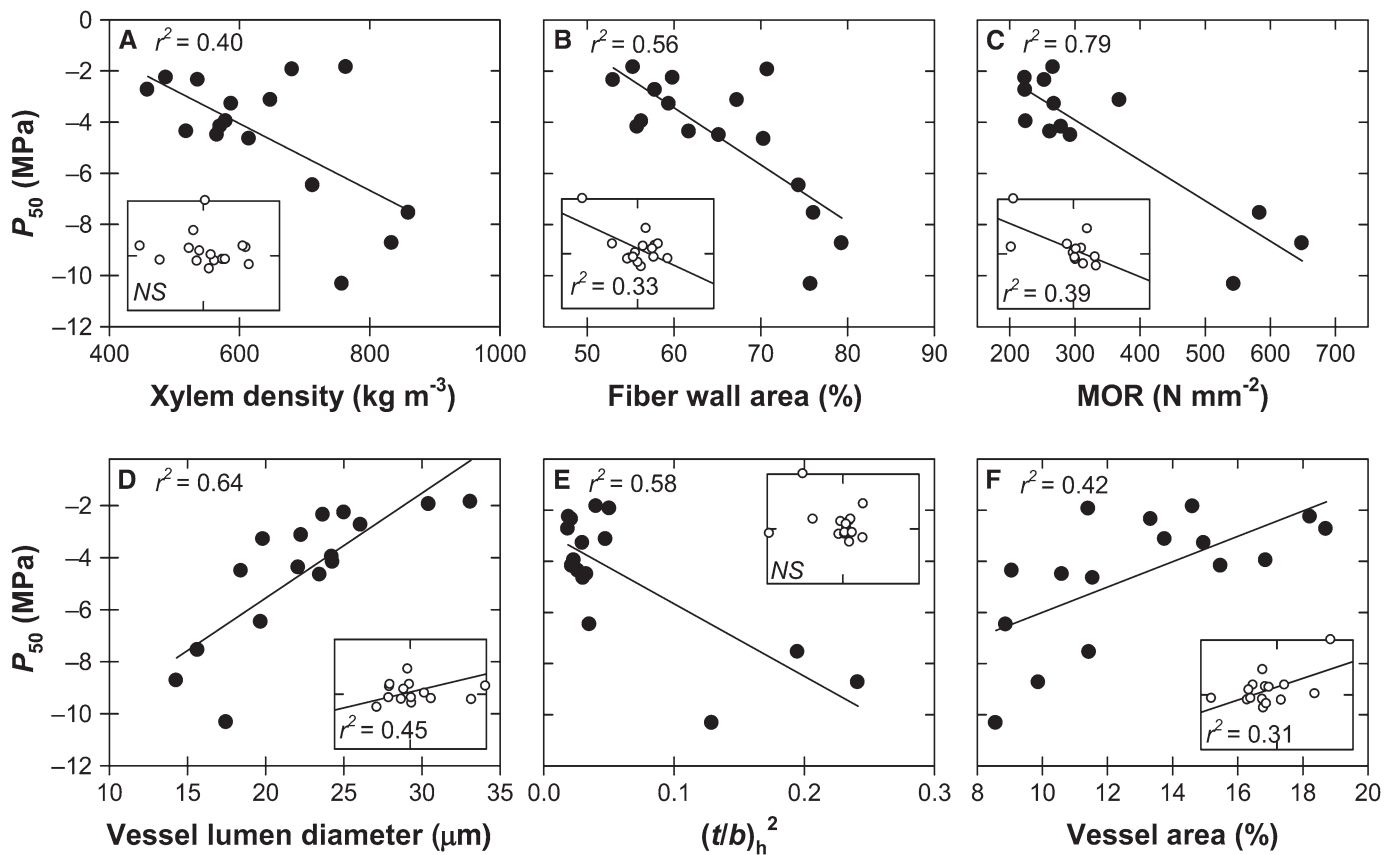 A r² = 0.40
B r² = 0.56
C r² = 0.79
0
−2
−4
−6
−8
−10
−12
P50 (MPa)
NS
r² = 0.33
r² = 0.39
400 600 800 1000
50 60 70 80 90
200 300 400 500 600 700
Xylem density (kg m-3)
Fiber wall area (%)
MOR (N mm-2)
D r² = 0.64
E r² = 0.58
F r² = 0.42
−2
−4
−6
−8
−10
−12
P50 (MPa)
r² = 0.45
NS
r² = 0.31
10 15 20 25 30 35
0.0 0.1 0.2 0.3
8 10 12 14 16 18 20
Vessel lumen diameter (μm)
(t/b)h2
Vessel area (%)